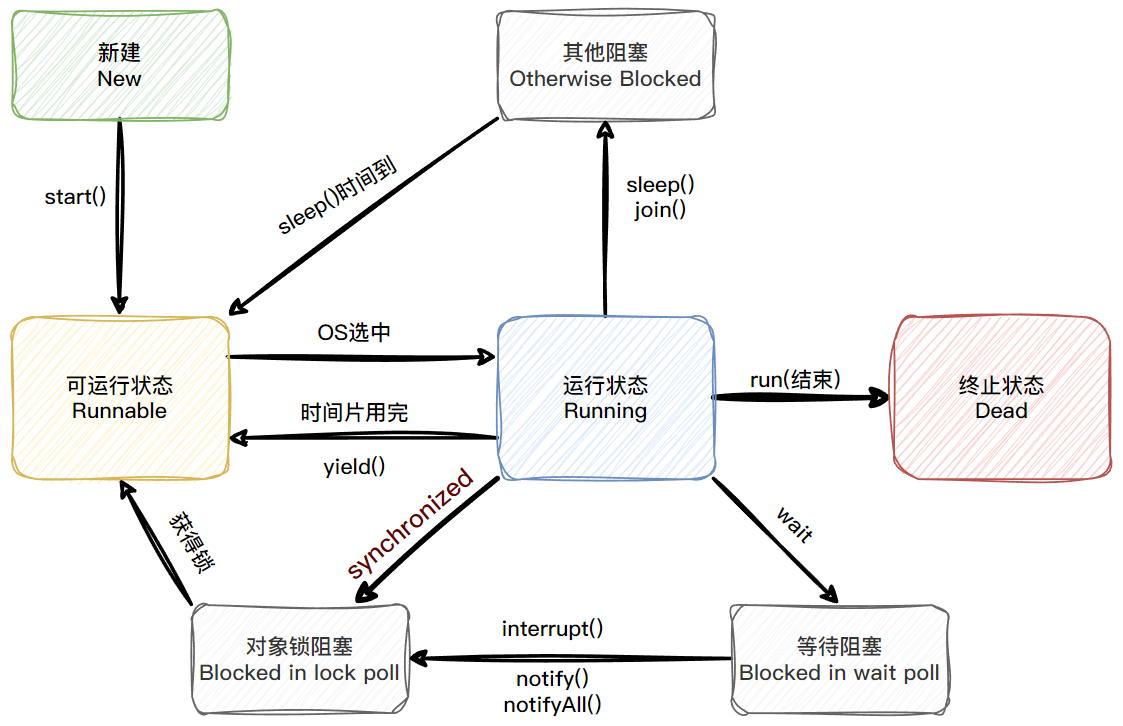 新建
New
其他阻塞
Otherwise Blocked
start()
sleep()时间到
sleep()
join()
可运行状态
Runnable
OS选中
时间片用完
yield()
运行状态
Running
run(结束)
终止状态
Dead
获得锁
synchronized
wait
对象锁阻塞
Blocked in lock poll
interrupt()
notify()
notifyAll()
等待阻塞
Blocked in wait poll